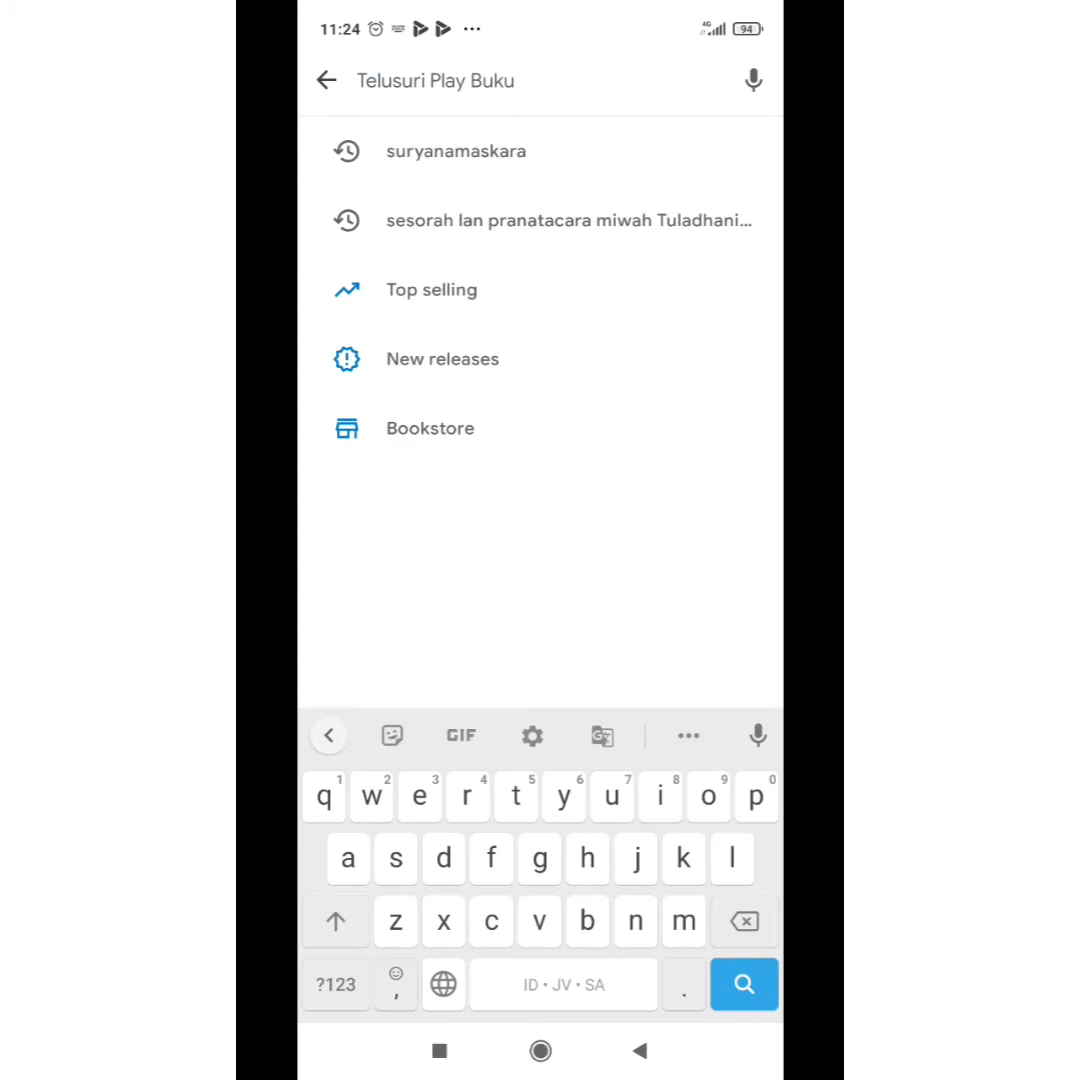 11:24 4G 94
Telusuri Play Buku
suryanamaskara
sesorah lan pranatacara miwah Tuladhani...
Top selling
New releases
Bookstore
GIF
1 2 3 4 5 6 7 8 9 0
q w e r t y u i o p
a s d f g h j k l
z x c v b n m
?123 , ID • JV • SA .